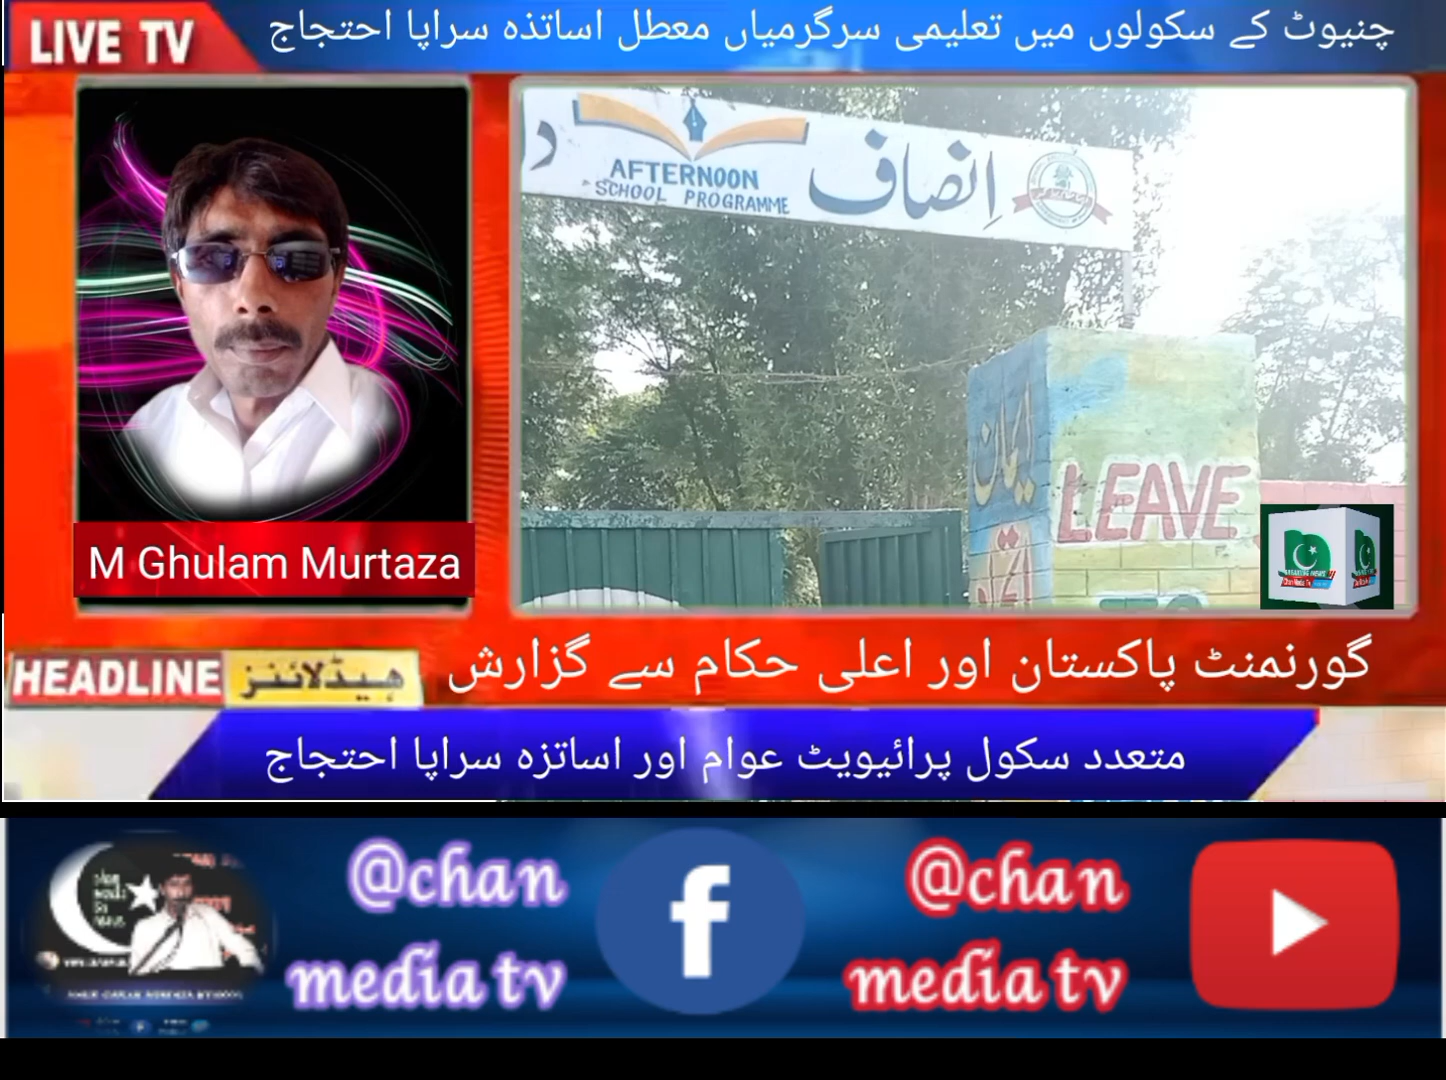 LIVE TV
چنیوٹ کے سکولوں میں تعلیمی سرگرمیاں معطل اساتذہ سراپا احتجاج
انصاف
AFTERNOON
SCHOOL PROGRAMME
ایمان
اتحاد
LEAVE
M Ghulam Murtaza
HEADLINE
ہیڈلائنز
گورنمنٹ پاکستان اور اعلی حکام سے گزارش
متعدد سکول پرائیویٹ عوام اور اساتزہ سراپا احتجاج
@chan
media tv
f
@chan
media tv